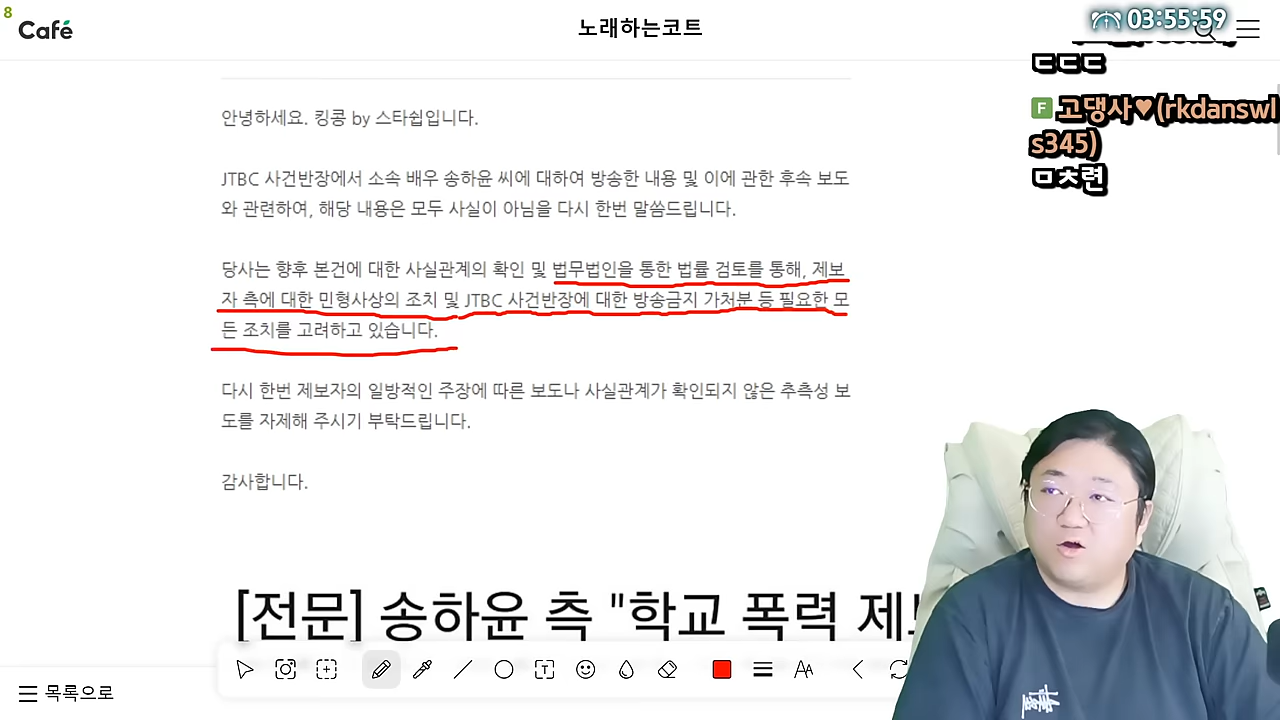 8
Café
노래하는코트
03:55:59
ㄷㄷㄷ
F 고댕사♥(rkdanswl
s345)
ㅁㅊ련
안녕하세요. 킹콩 by 스타쉽입니다.
JTBC 사건반장에서 소속 배우 송하윤 씨에 대하여 방송한 내용 및 이에 관한 후속 보도
와 관련하여, 해당 내용은 모두 사실이 아님을 다시 한번 말씀드립니다.
당사는 향후 본건에 대한 사실관계의 확인 및 법무법인을 통한 법률 검토를 통해, 제보
자 측에 대한 민형사상의 조치 및 JTBC 사건반장에 대한 방송금지 가처분 등 필요한 모
든 조치를 고려하고 있습니다.
다시 한번 제보자의 일방적인 주장에 따른 보도나 사실관계가 확인되지 않은 추측성 보
도를 자제해 주시기 부탁드립니다.
감사합니다.
[전문] 송하윤 측 "학교 폭력 제
목록으로